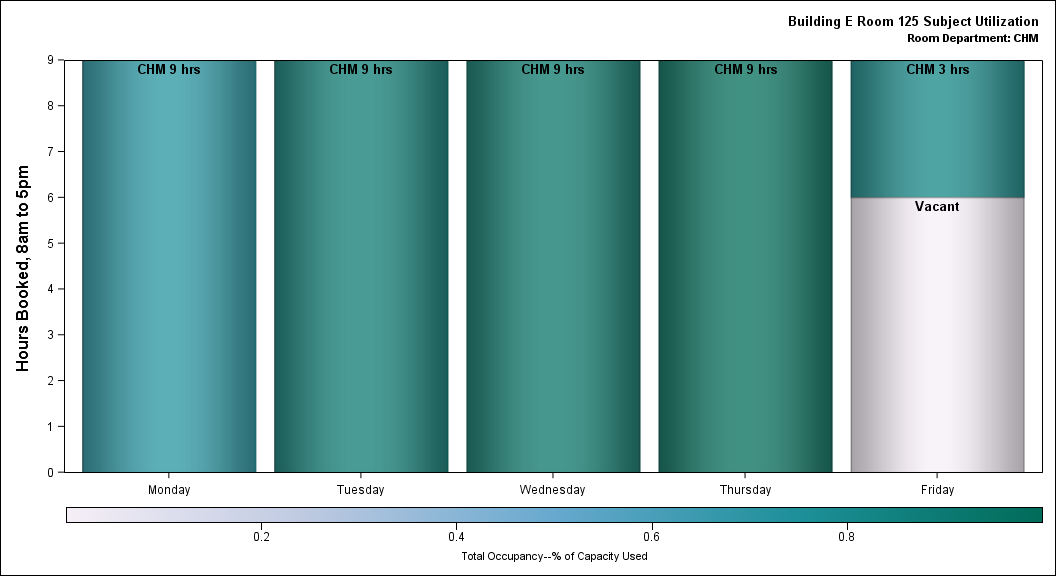 Building E Room 125 Subject Utilization
Room Department: CHM
Hours Booked, 8am to 5pm
9
8
7
6
5
4
3
2
1
0
CHM 9 hrs
CHM 9 hrs
CHM 9 hrs
CHM 9 hrs
CHM 3 hrs
Vacant
Monday
Tuesday
Wednesday
Thursday
Friday
0.2
0.4
0.6
0.8
Total Occupancy--% of Capacity Used